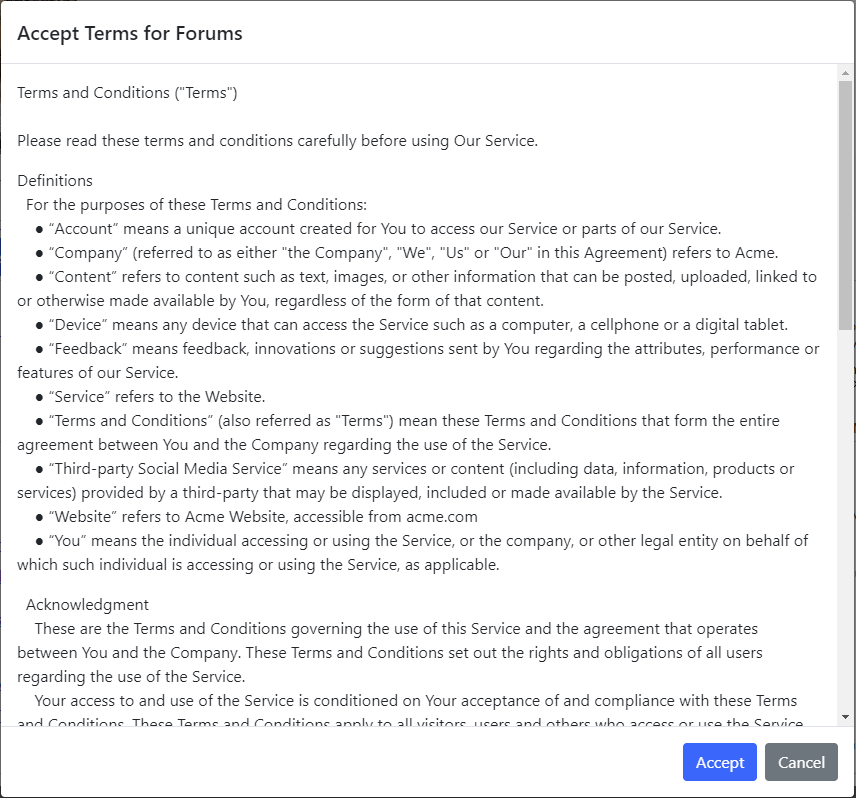 Accept Terms for Forums
Terms and Conditions ("Terms")
Please read these terms and conditions carefully before using Our Service.
Definitions
For the purposes of these Terms and Conditions:
● “Account” means a unique account created for You to access our Service or parts of our Service.
● “Company” (referred to as either "the Company", "We", "Us" or "Our" in this Agreement) refers to Acme.
● “Content” refers to content such as text, images, or other information that can be posted, uploaded, linked to
or otherwise made available by You, regardless of the form of that content.
● “Device” means any device that can access the Service such as a computer, a cellphone or a digital tablet.
● “Feedback” means feedback, innovations or suggestions sent by You regarding the attributes, performance or
features of our Service.
● “Service” refers to the Website.
● “Terms and Conditions” (also referred as "Terms") mean these Terms and Conditions that form the entire
agreement between You and the Company regarding the use of the Service.
● “Third-party Social Media Service” means any services or content (including data, information, products or
services) provided by a third-party that may be displayed, included or made available by the Service.
● “Website” refers to Acme Website, accessible from acme.com
● “You” means the individual accessing or using the Service, or the company, or other legal entity on behalf of
which such individual is accessing or using the Service, as applicable.
Acknowledgment
These are the Terms and Conditions governing the use of this Service and the agreement that operates
between You and the Company. These Terms and Conditions set out the rights and obligations of all users
regarding the use of the Service.
Your access to and use of the Service is conditioned on Your acceptance of and compliance with these Terms
and Conditions. These Terms and Conditions apply to all visitors, users and others who access or use the Service.
Accept Cancel